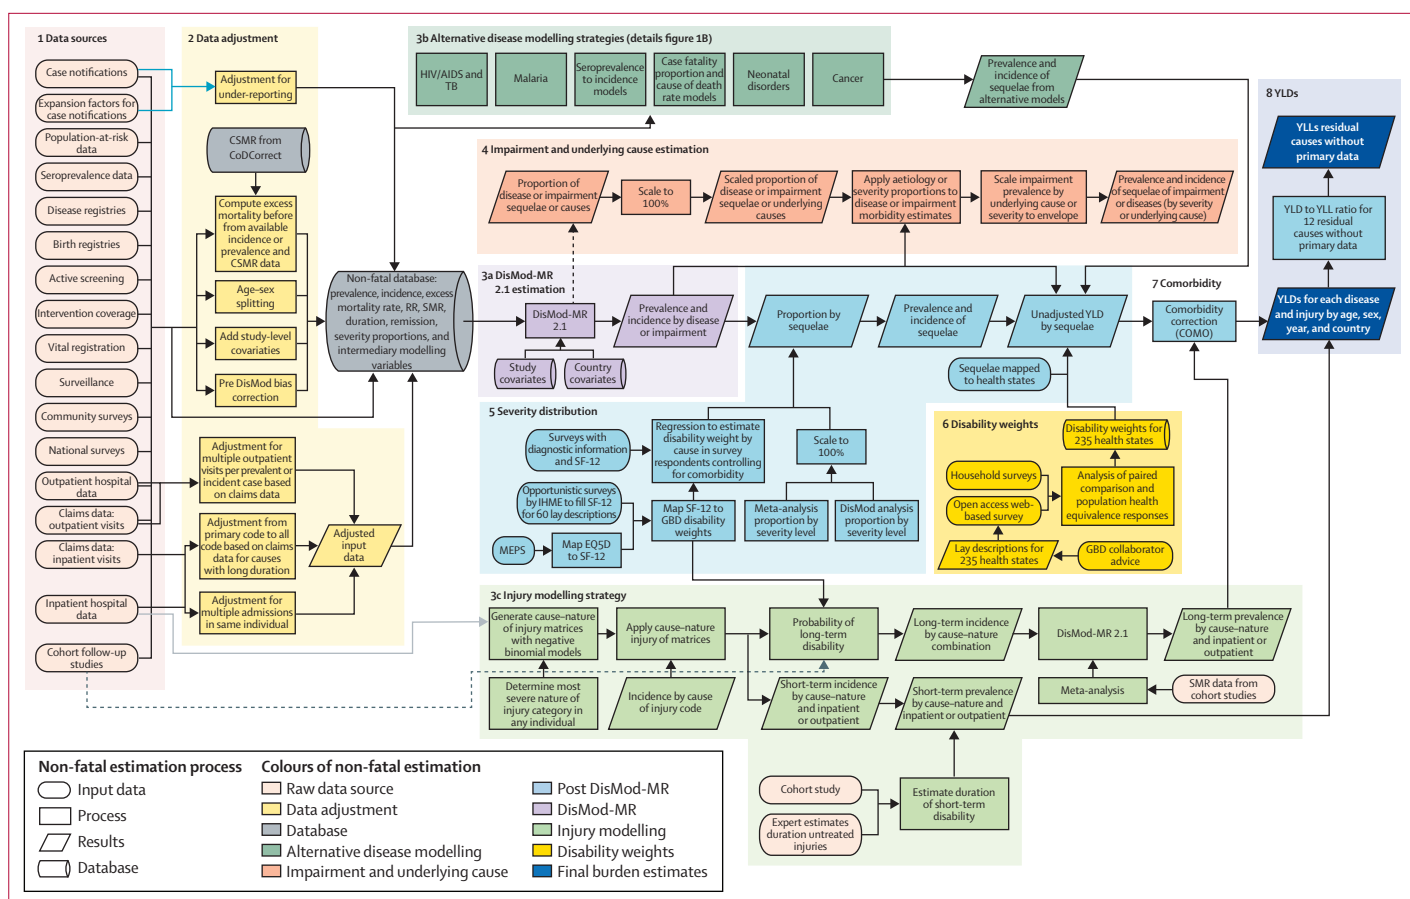 1 Data sources
Case notifications
Expansion factors for
case notifications
Population-at-risk
data
Seroprevalence data
Disease registries
Birth registries
Active screening
Intervention coverage
Vital registration
Surveillance
Community surveys
National surveys
Outpatient hospital
data
Claims data:
outpatient visits
Claims data:
inpatient visits
Inpatient hospital
data
Cohort follow-up
studies
2 Data adjustment
Adjustment for
under-reporting
CSMR from
CoDCorrect
Compute excess
mortality before
from available
incidence or
prevalence and
CSMR data
Age–sex
splitting
Add study-level
covariaties
Pre DisMod bias
correction
Adjustment for
multiple outpatient
visits per prevalent or
incident case based
on claims data
Adjustment from
primary code to all
code based on claims
data for causes
with long duration
Adjustment for
multiple admissions
in same individual
Adjusted
input
data
Non-fatal database:
prevalence, incidence, excess
mortality rate, RR, SMR,
duration, remission,
severity proportions, and
intermediary modelling
variables
3b Alternative disease modelling strategies (details figure 1B)
HIV/AIDS and
TB
Malaria
Seroprevalence
to incidence
models
Case fatality
proportion and
cause of death
rate models
Neonatal
disorders
Cancer
Prevalence and
incidence of
sequelae from
alternative models
4 Impairment and underlying cause estimation
Proportion of
disease or impairment
sequelae or causes
Scale to
100%
Scaled proportion of
disease or impairment
sequelae or underlying
causes
Apply aetiology or
severity proportions to
disease or impairment
morbidity estimates
Scale impairment
prevalence by
underlying cause or
severity to envelope
Prevalence and incidence
of sequelae of impairment
or diseases (by severity
or underlying cause)
3a DisMod-MR
2.1 estimation
DisMod-MR
2.1
Study
covariates
Country
covariates
Prevalence and
incidence by disease
or impairment
Proportion by
sequelae
Prevalence and
incidence of
sequelae
Unadjusted YLD
by sequelae
Sequelae mapped
to health states
7 Comorbidity
Comorbidity
correction
(COMO)
8 YLDs
YLLs residual
causes without
primary data
YLD to YLL ratio for
12 residual
causes without
primary data
YLDs for each disease
and injury by age, sex,
year, and country
5 Severity distribution
Surveys with
diagnostic information
and SF-12
Opportunistic surveys
by IHME to fill SF-12
for 60 lay descriptions
MEPS
Map EQ5D
to SF-12
Regression to estimate
disability weight by
cause in survey
respondents controlling
for comorbidity
Map SF-12 to
GBD disability
weights
Scale to
100%
Meta-analysis
proportion by
severity level
DisMod analysis
proportion by
severity level
6 Disability weights
Disability weights for
235 health states
Household surveys
Open access web-
based survey
Analysis of paired
comparison and
population health
equivalence responses
Lay descriptions for
235 health states
GBD collaborator
advice
3c Injury modelling strategy
Generate cause–nature
of injury matrices
with negative
binomial models
Apply cause–nature
injury of matrices
Probability of
long-term
disability
Long-term incidence
by cause–nature
combination
DisMod-MR 2.1
Long-term prevalence
by cause–nature
and inpatient or
outpatient
Determine most
severe nature of
injury category in
any individual
Incidence by cause
of injury code
Short-term incidence
by cause–nature
and inpatient
or outpatient
Short-term prevalence
by cause–nature and
inpatient or outpatient
Meta-analysis
SMR data from
cohort studies
Cohort study
Expert estimates
duration untreated
injuries
Estimate duration
of short-term
disability
Non-fatal estimation process
Input data
Process
Results
Database
Colours of non-fatal estimation
Raw data source
Data adjustment
Database
Alternative disease modelling
Impairment and underlying cause
Post DisMod-MR
DisMod-MR
Injury modelling
Disability weights
Final burden estimates